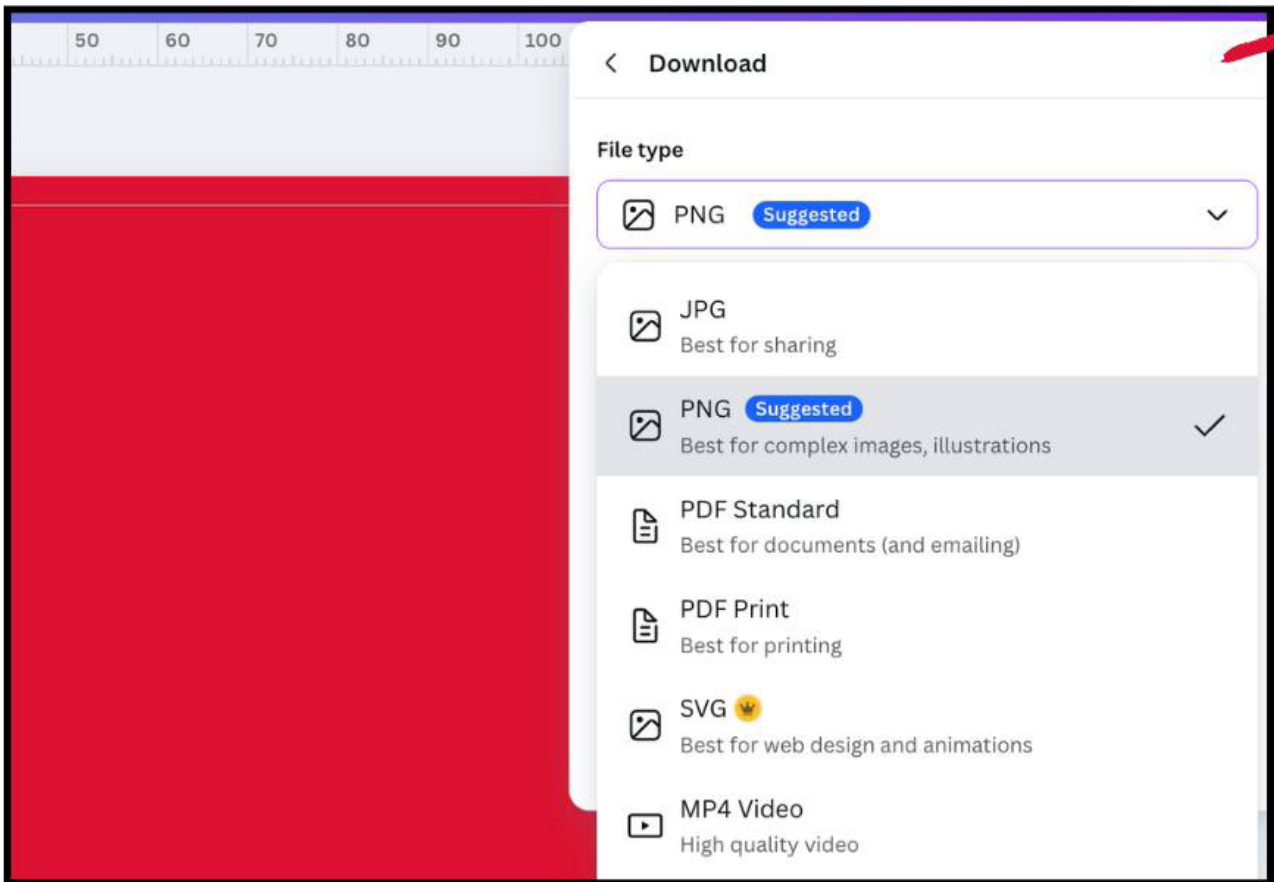 50 60 70 80 90 100
Download
File type
PNG Suggested
JPG
Best for sharing
PNG Suggested
Best for complex images, illustrations
PDF Standard
Best for documents (and emailing)
PDF Print
Best for printing
SVG
Best for web design and animations
MP4 Video
High quality video